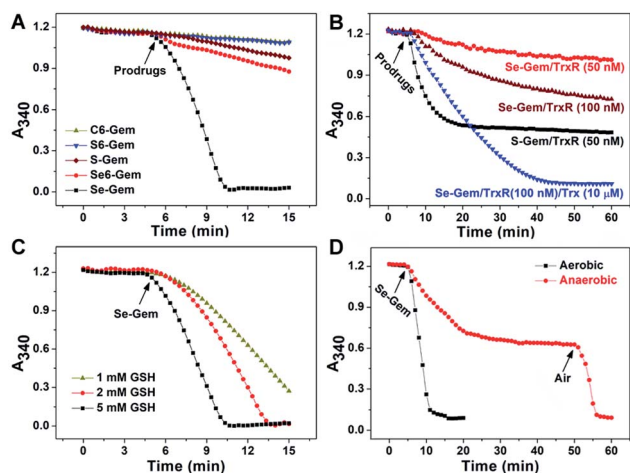 A
A340
1.2
0.9
0.6
0.3
0.0
Prodrugs
C6-Gem
S6-Gem
S-Gem
Se6-Gem
Se-Gem
0 3 6 9 12 15
Time (min)
B
A340
1.2
0.9
0.6
0.3
0.0
Prodrugs
Se-Gem/TrxR (50 nM)
Se-Gem/TrxR (100 nM)
S-Gem/TrxR (50 nM)
Se-Gem/TrxR(100 nM)/Trx (10 μM)
0 10 20 30 40 50 60
Time (min)
C
A340
1.2
0.9
0.6
0.3
0.0
Se-Gem
1 mM GSH
2 mM GSH
5 mM GSH
0 3 6 9 12 15
Time (min)
D
A340
1.2
0.9
0.6
0.3
0.0
Aerobic
Anaerobic
Se-Gem
Air
0 10 20 30 40 50 60
Time (min)